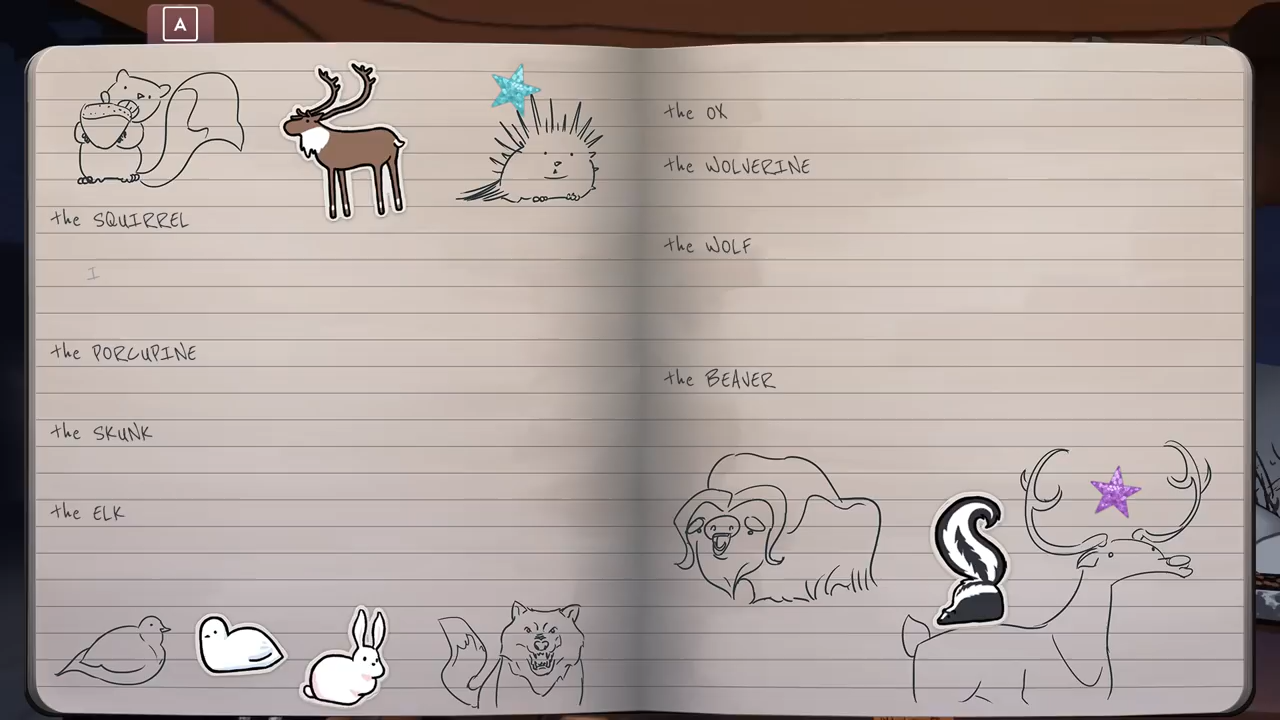 A
the SQUIRREL
I
the PORCUPINE
the SKUNK
the ELK
the OX
the WOLVERINE
the WOLF
the BEAVER